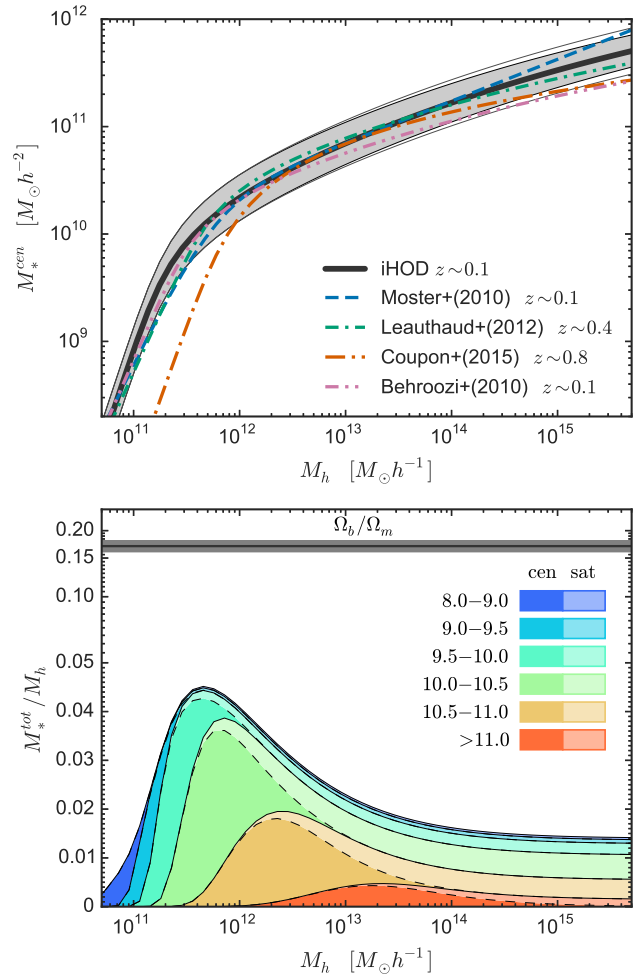 10^12
10^11
10^10
10^9
M_*^{cen} [M_⊙h^{-2}]
iHOD z∼0.1
Moster+(2010) z∼0.1
Leauthaud+(2012) z∼0.4
Coupon+(2015) z∼0.8
Behroozi+(2010) z∼0.1
10^11 10^12 10^13 10^14 10^15
M_h [M_⊙h^{-1}]
Ω_b/Ω_m
0.20
0.15
0.10
0.05
0.04
0.03
0.02
0.01
0
M_*^{tot}/M_h
cen sat
8.0−9.0
9.0−9.5
9.5−10.0
10.0−10.5
10.5−11.0
>11.0
10^11 10^12 10^13 10^14 10^15
M_h [M_⊙h^{-1}]